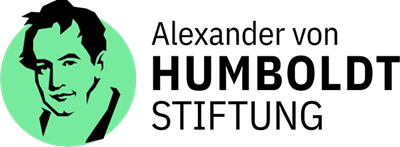 Alexander von
HUMBOLDT
STIFTUNG